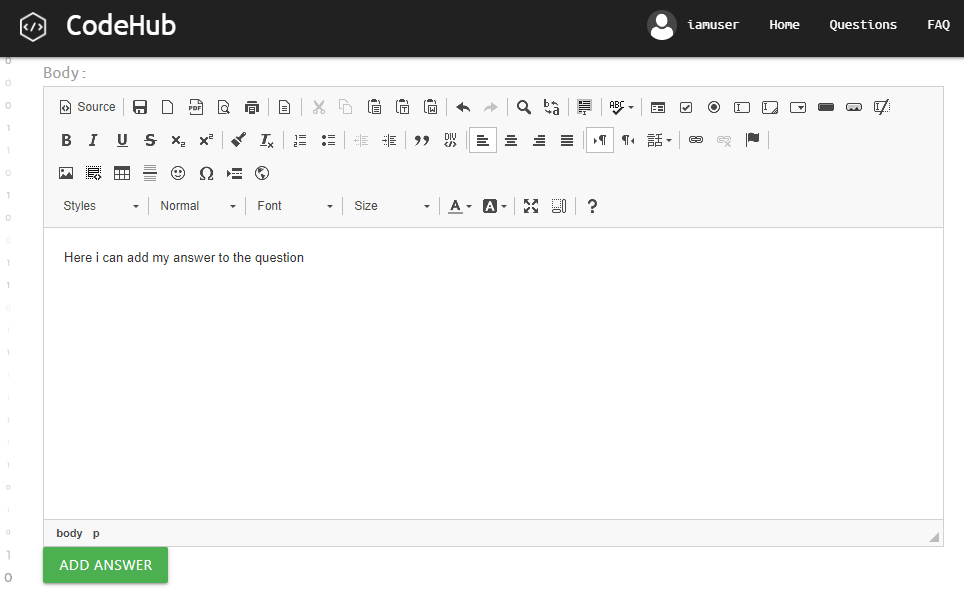 CodeHub
iamuser Home Questions FAQ
Body:
Source
Styles Normal Font Size
Here i can add my answer to the question
body p
ADD ANSWER